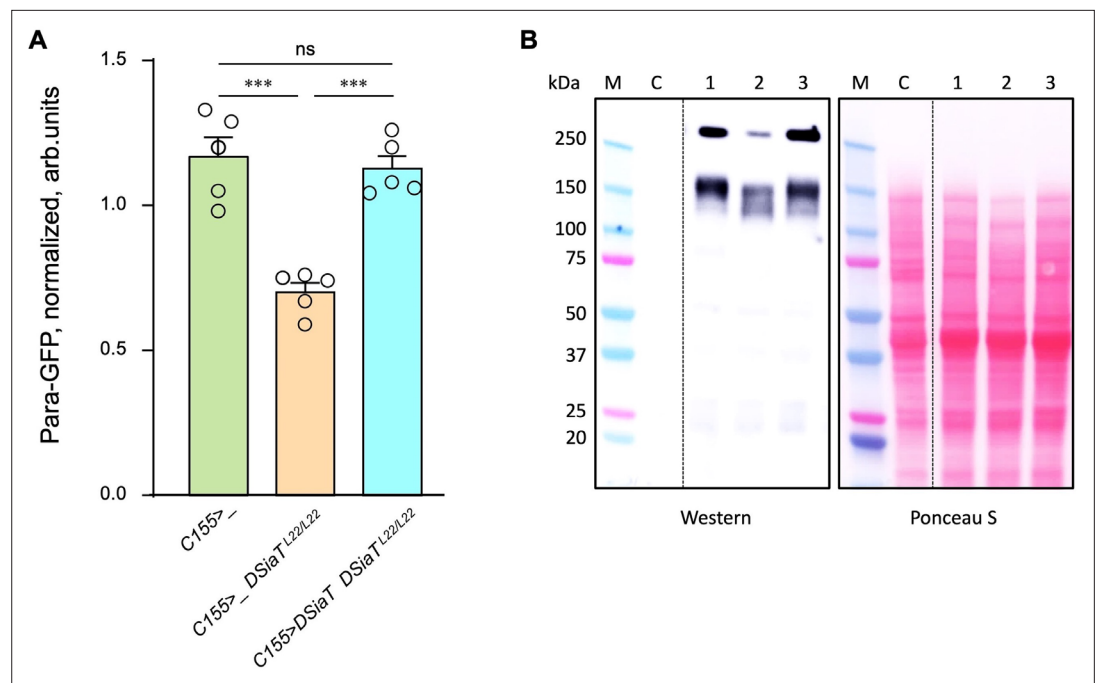 A
Para-GFP, normalized, arb.units
1.5
1.0
0.5
0.0
ns
*** ***
C155>_
C155>_ DSiaT L22/L22
C155>DSiaT DSiaT L22/L22
B
kDa M C 1 2 3 M C 1 2 3
250
150
100
75
50
37
25
20
Western Ponceau S